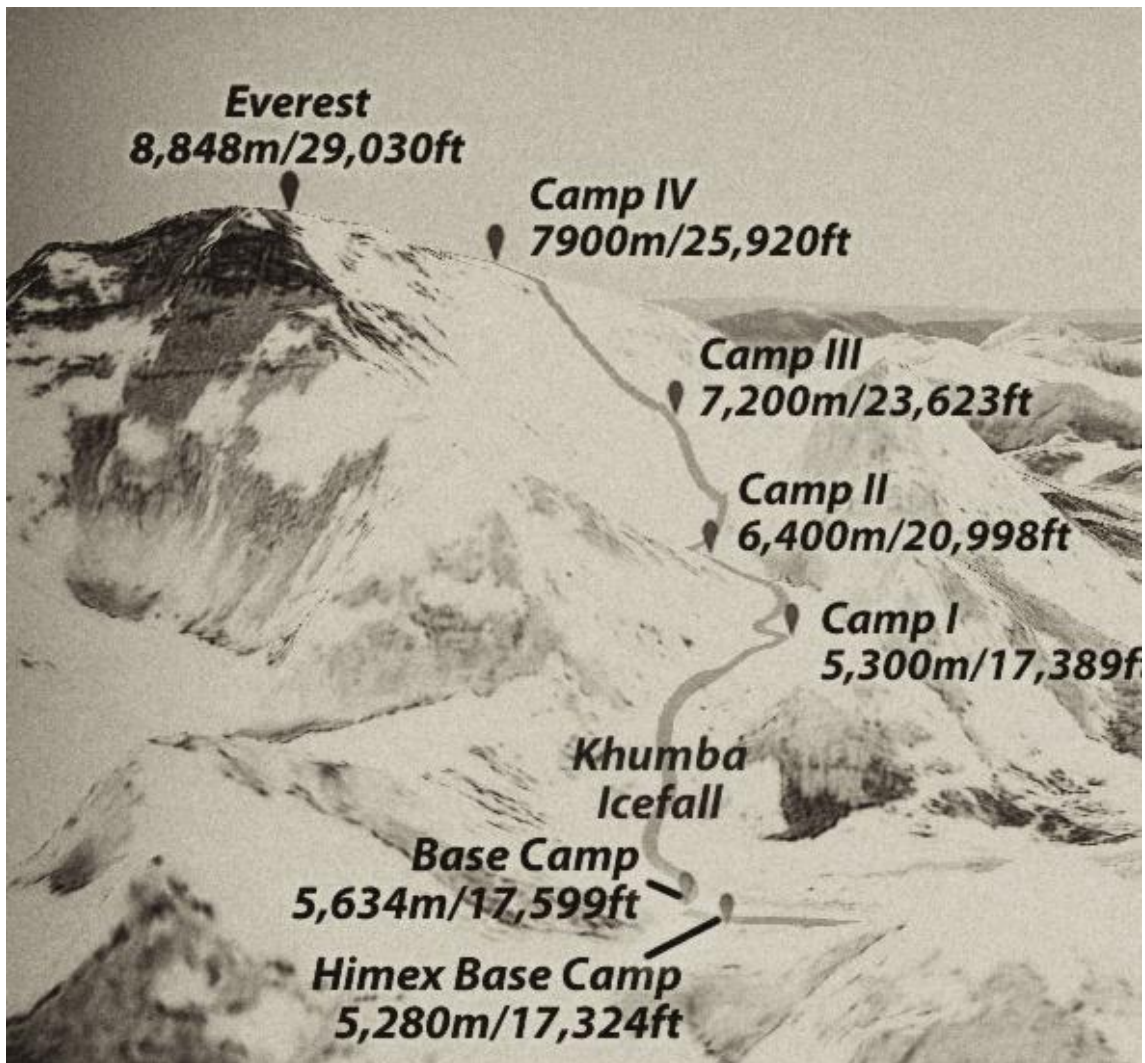 Everest
8,848m/29,030ft
Camp IV
7900m/25,920ft
Camp III
7,200m/23,623ft
Camp II
6,400m/20,998ft
Camp I
5,300m/17,389ft
Khumba
Icefall
Base Camp
5,634m/17,599ft
Himex Base Camp
5,280m/17,324ft